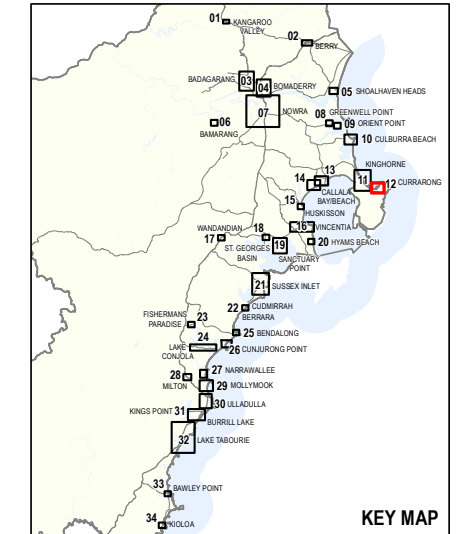 01
KANGAROO
VALLEY
02
BERRY
BADAGARANG
03
04
BOMADERRY
05 SHOALHAVEN HEADS
07
NOWRA
06
BAMARANG
08 GREENWELL POINT
09 ORIENT POINT
10 CULBURRA BEACH
KINGHORNE
11
12 CURRARONG
13
14
CALLALA
BAY/BEACH
15
HUSKISSON
16 VINCENTIA
WANDANDIAN
17
18
ST. GEORGES
BASIN
19
SANCTUARY
POINT
20 HYAMS BEACH
21 SUSSEX INLET
22 CUDMIRRAH
BERRARA
FISHERMANS
PARADISE
23
24
LAKE
CONJOLA
25 BENDALONG
26 CUNJURONG POINT
27 NARRAWALLEE
28
MILTON
29 MOLLYMOOK
30 ULLADULLA
KINGS POINT 31
BURRILL LAKE
32 LAKE TABOURIE
33
BAWLEY POINT
34
KIOLOA
KEY MAP